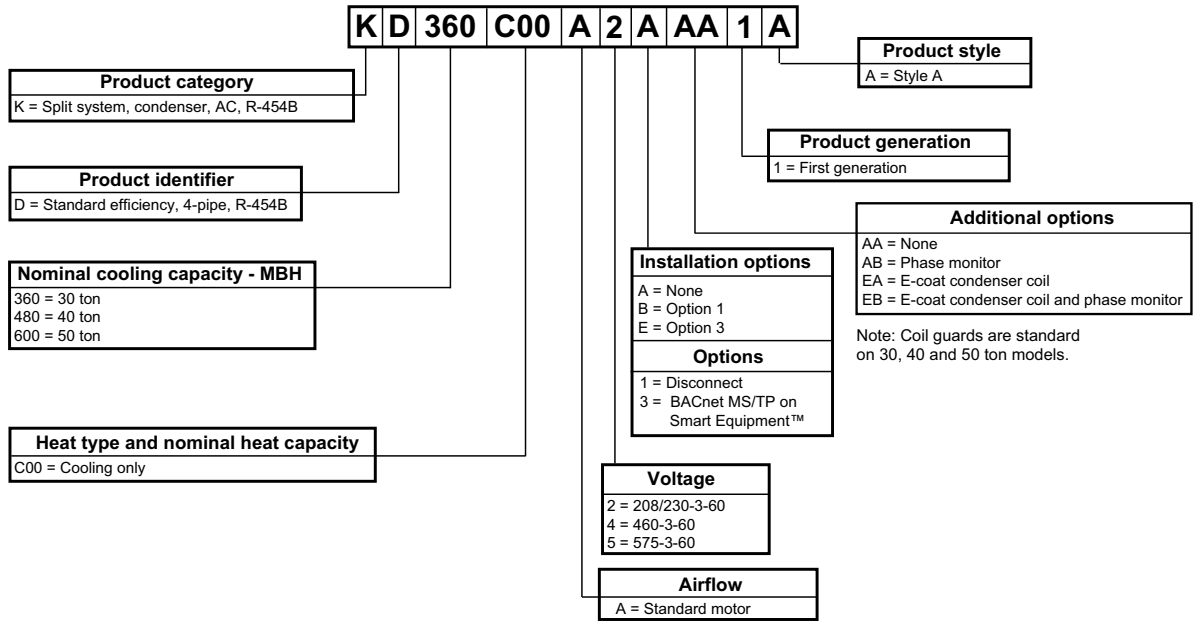 K D 360 C00 A 2 A AA 1 A
Product style
A = Style A
Product category
K = Split system, condenser, AC, R-454B
Product generation
1 = First generation
Product identifier
D = Standard efficiency, 4-pipe, R-454B
Additional options
AA = None
AB = Phase monitor
EA = E-coat condenser coil
EB = E-coat condenser coil and phase monitor
Note: Coil guards are standard
on 30, 40 and 50 ton models.
Nominal cooling capacity - MBH
360 = 30 ton
480 = 40 ton
600 = 50 ton
Installation options
A = None
B = Option 1
E = Option 3
Options
1 = Disconnect
3 = BACnet MS/TP on
Smart Equipment™
Heat type and nominal heat capacity
C00 = Cooling only
Voltage
2 = 208/230-3-60
4 = 460-3-60
5 = 575-3-60
Airflow
A = Standard motor